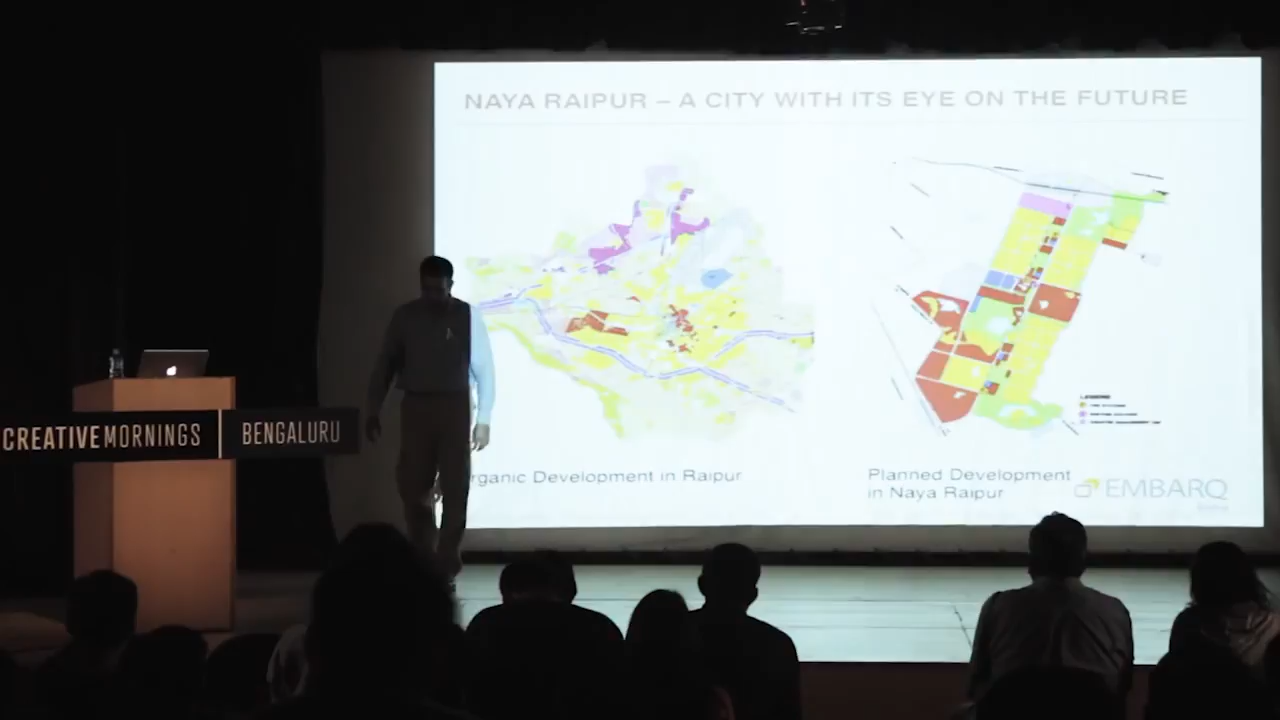 NAYA RAIPUR – A CITY WITH ITS EYE ON THE FUTURE
rganic Development in Raipur
Planned Development
in Naya Raipur
EMBARQ
CREATIVEMORNINGS | BENGALURU